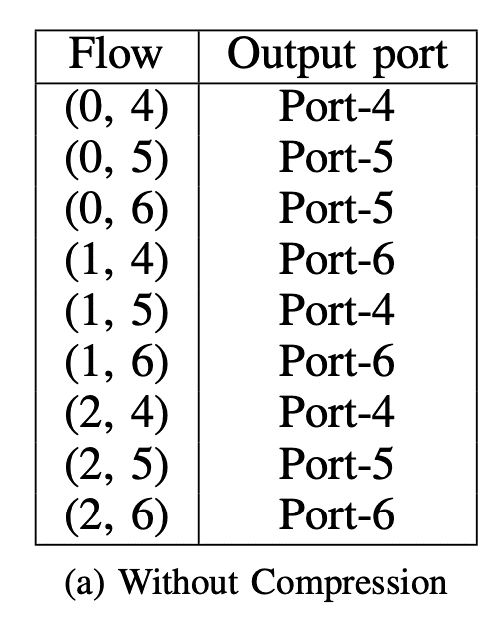 Flow Output port
(0, 4) Port-4
(0, 5) Port-5
(0, 6) Port-5
(1, 4) Port-6
(1, 5) Port-4
(1, 6) Port-6
(2, 4) Port-4
(2, 5) Port-5
(2, 6) Port-6
(a) Without Compression